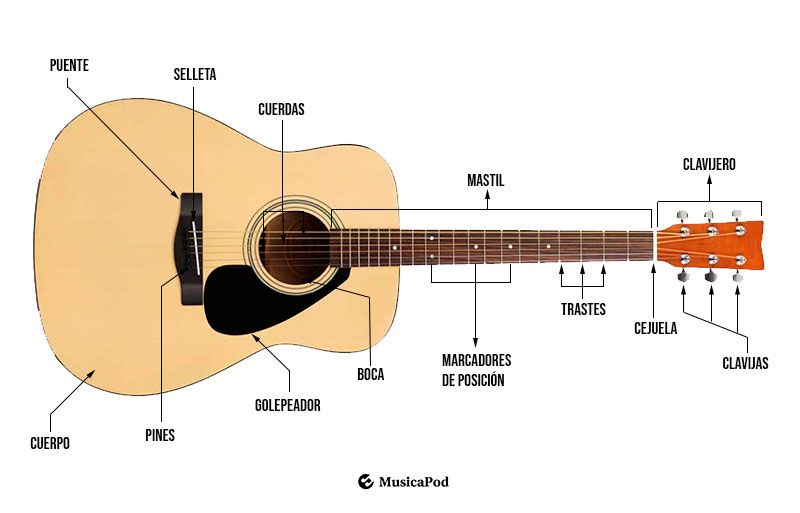 PUENTE
SELLETA
CUERDAS
MASTIL
CLAVIJERO
TRASTES
CEJUELA
CLAVIJAS
MARCADORES
DE POSICIÓN
BOCA
GOLEPEADOR
PINES
CUERPO
MusicaPod